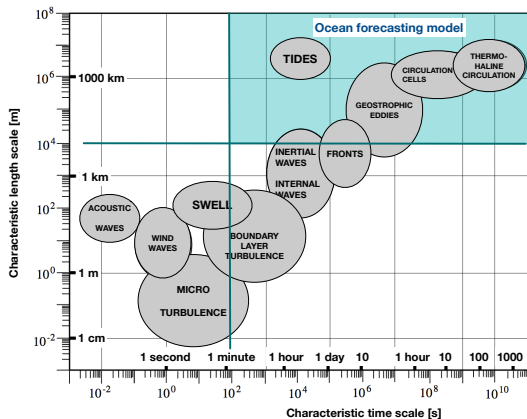 Ocean forecasting model
Characteristic length scale [m]
10^8
10^6
10^4
10^2
10^0
10^-2
1000 km
1 km
1 m
1 cm
TIDES
CIRCULATION
CELLS
THERMO-
HALINE
CIRCULATION
GEOSTROPHIC
EDDIES
INERTIAL
WAVES
INTERNAL
WAVES
FRONTS
ACOUSTIC
WAVES
SWELL
WIND
WAVES
BOUNDARY
LAYER
TURBULENCE
MICRO
TURBULENCE
1 second 1 minute 1 hour 1 day 10 1 hour 10 100 1000
10^-2 10^0 10^2 10^4 10^6 10^8 10^10
Characteristic time scale [s]